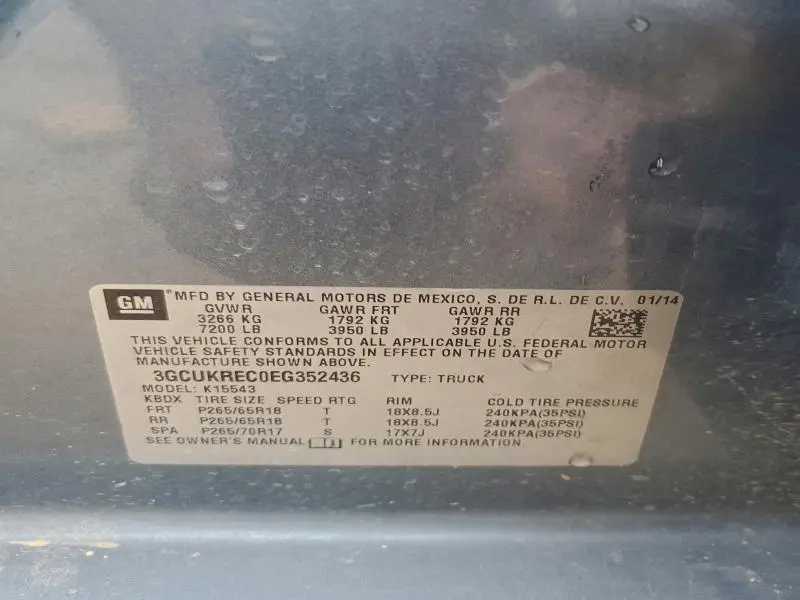 GM ® MFD BY GENERAL MOTORS DE MEXICO, S. DE R.L. DE C.V. 01/14
GVWR GAWR FRT GAWR RR
3266 KG 1792 KG 1792 KG
7200 LB 3950 LB 3950 LB
THIS VEHICLE CONFORMS TO ALL APPLICABLE U.S. FEDERAL MOTOR
VEHICLE SAFETY STANDARDS IN EFFECT ON THE DATE OF
MANUFACTURE SHOWN ABOVE.
3GCUKREC0EG352436 TYPE: TRUCK
MODEL: K15543
KBDX TIRE SIZE SPEED RTG RIM COLD TIRE PRESSURE
FRT P265/65R18 T 18X8.5J 240KPA(35PSI)
RR P265/65R18 T 18X8.5J 240KPA(35PSI)
SPA P265/70R17 S 17X7J 240KPA(35PSI)
SEE OWNER'S MANUAL FOR MORE INFORMATION